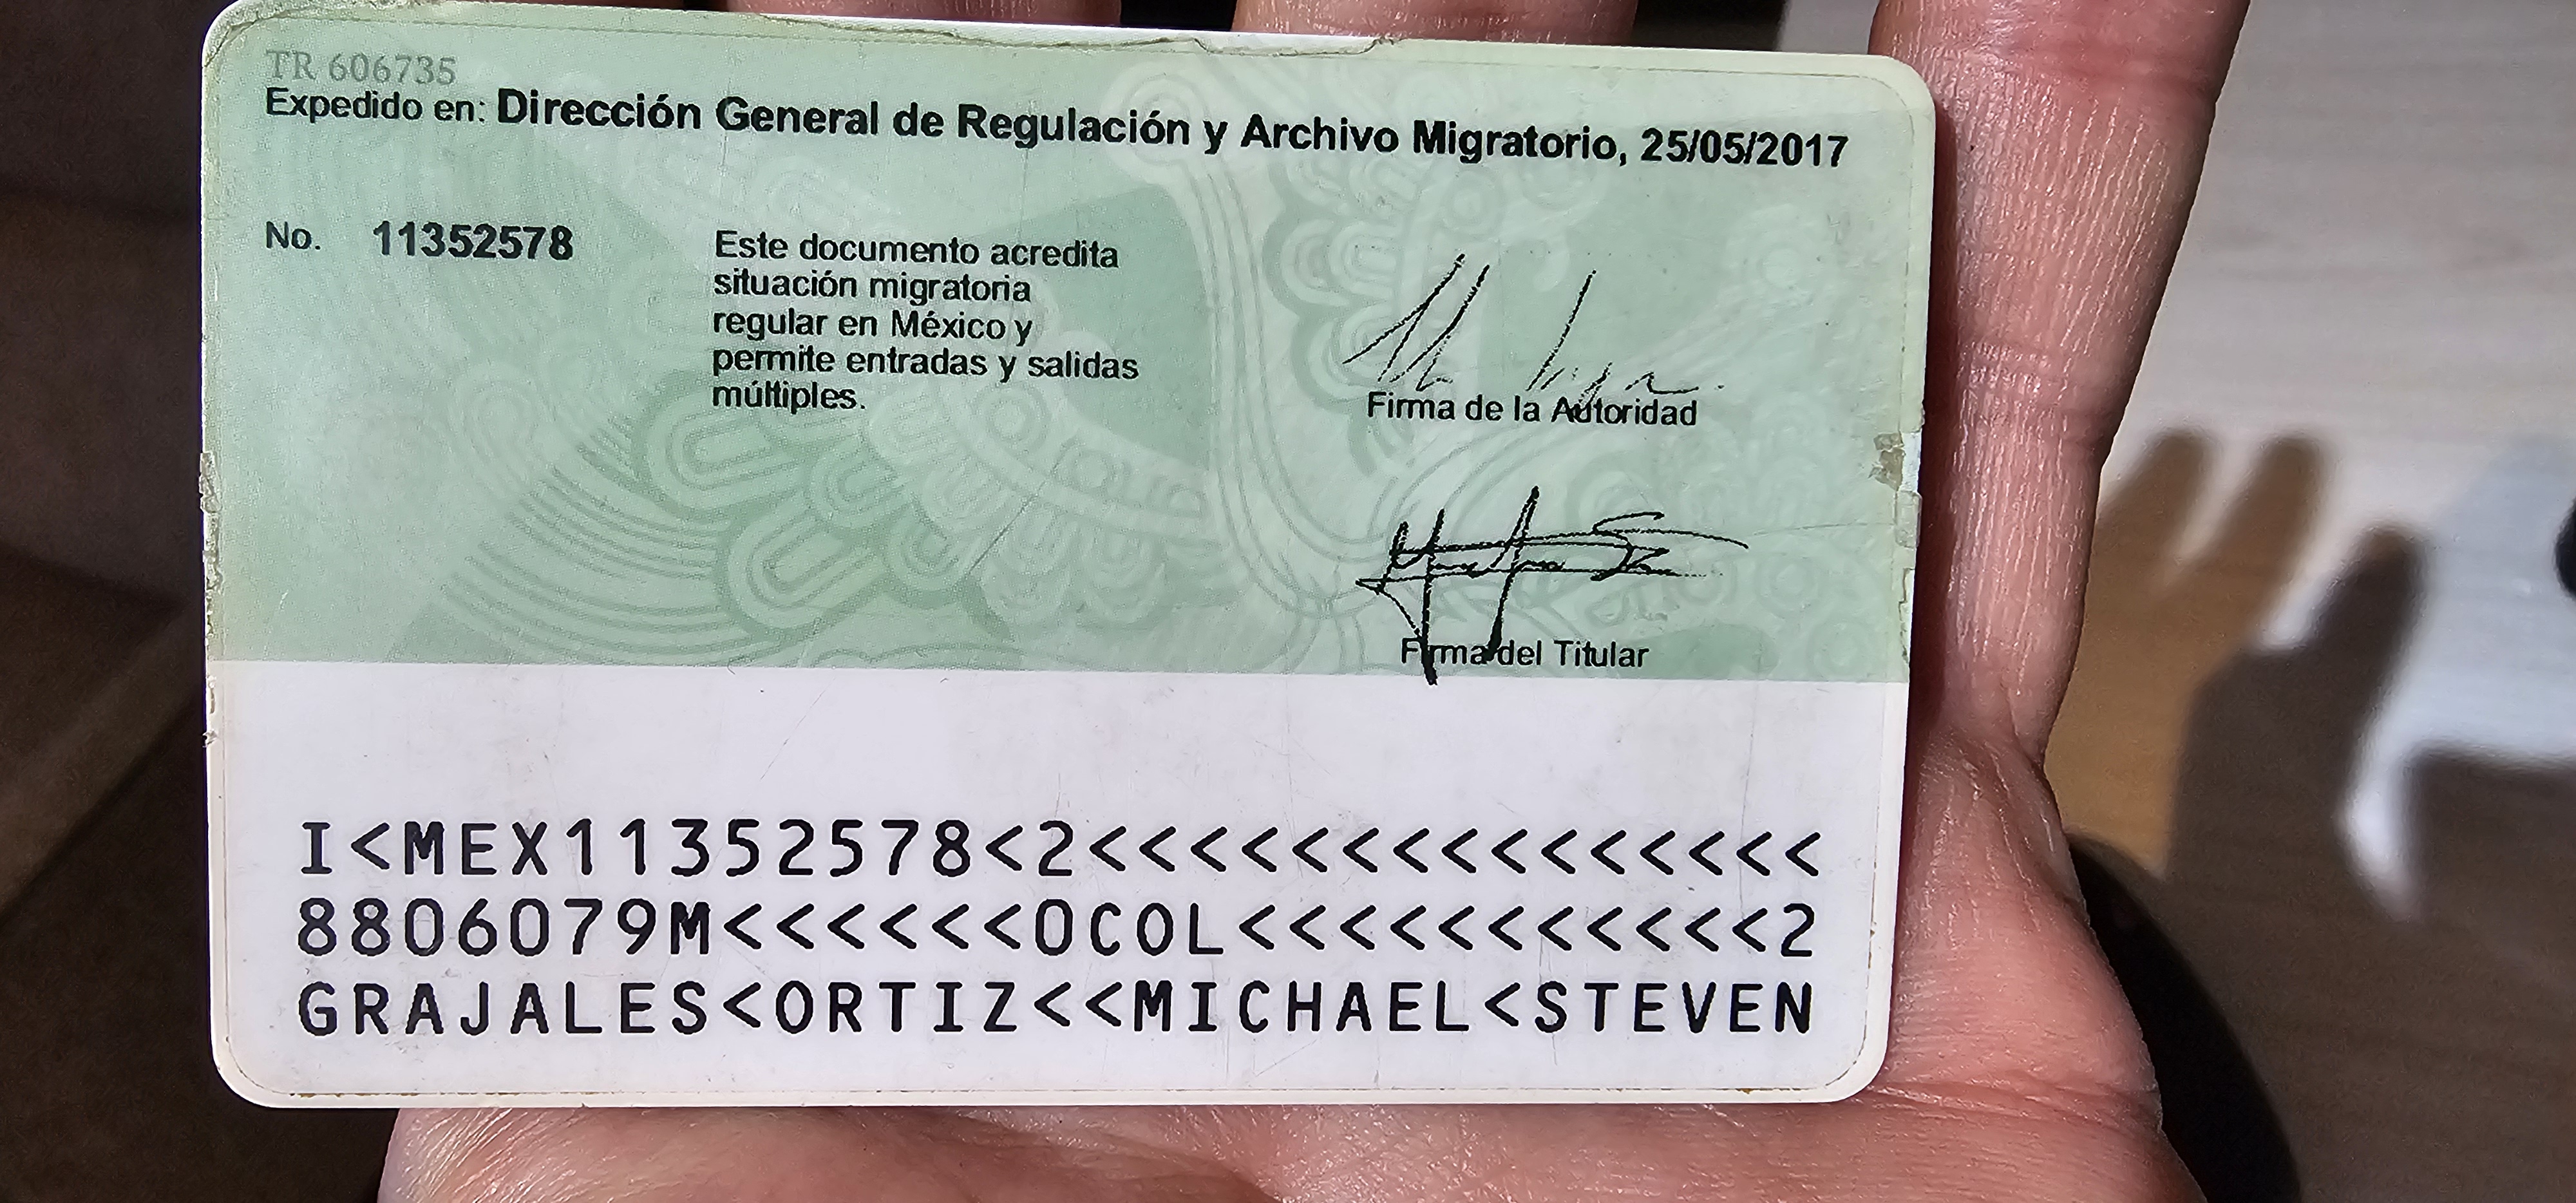 TR 606735
Expedido en: Dirección General de Regulación y Archivo Migratorio, 25/05/2017
No. 11352578
Este documento acredita
situación migratoria
regular en México y
permite entradas y salidas
múltiples.
Firma de la Autoridad
Firma del Titular
I<MEX11352578<2<<<<<<<<<<<<<<<
8806079M<<<<<<0COL<<<<<<<<<<<2
GRAJALES<ORTIZ<<MICHAEL<STEVEN